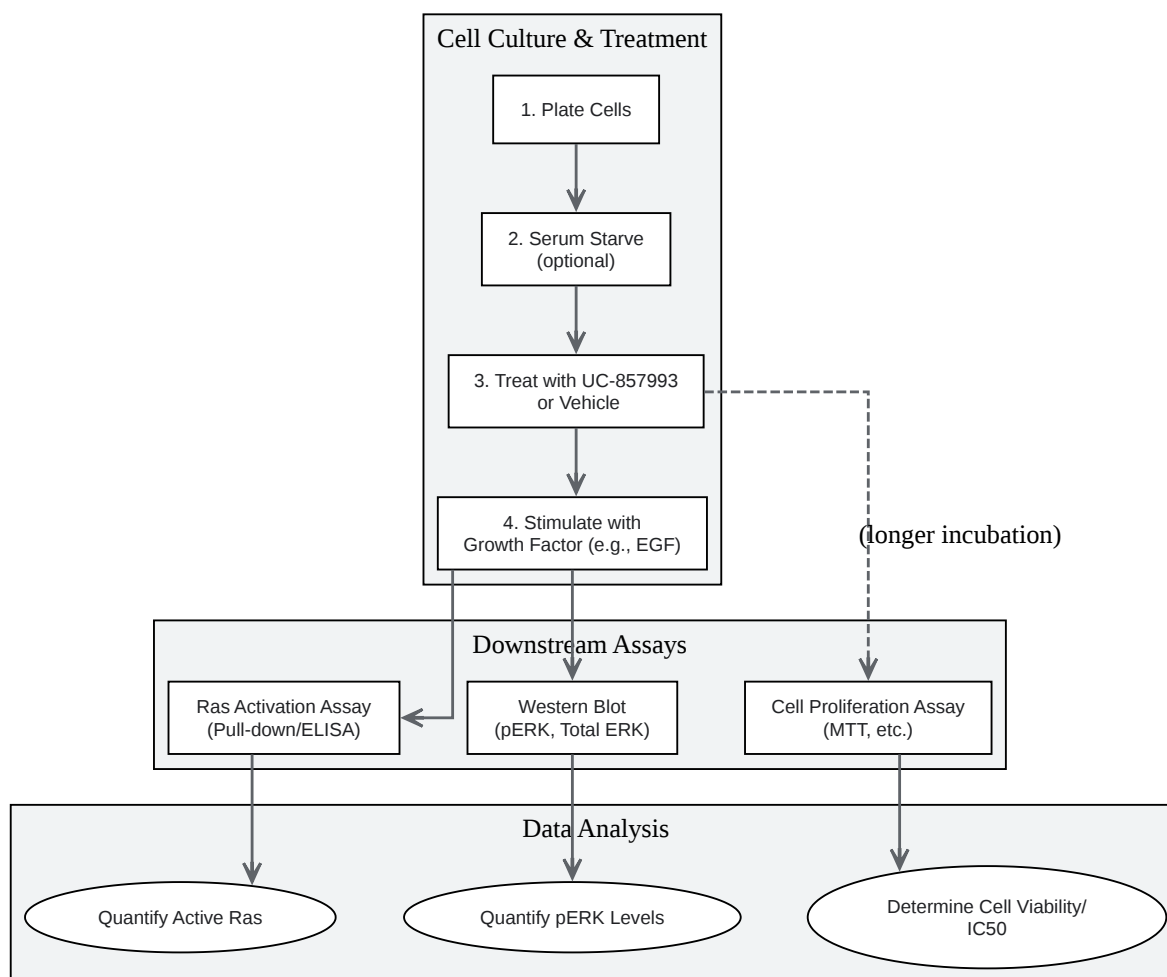 Cell Culture & Treatment
1. Plate Cells
2. Serum Starve
(optional)
3. Treat with UC-857993
or Vehicle
4. Stimulate with
Growth Factor (e.g., EGF)
(longer incubation)
Downstream Assays
Ras Activation Assay
(Pull-down/ELISA)
Western Blot
(pERK, Total ERK)
Cell Proliferation Assay
(MTT, etc.)
Data Analysis
Quantify Active Ras
Quantify pERK Levels
Determine Cell Viability/
IC50